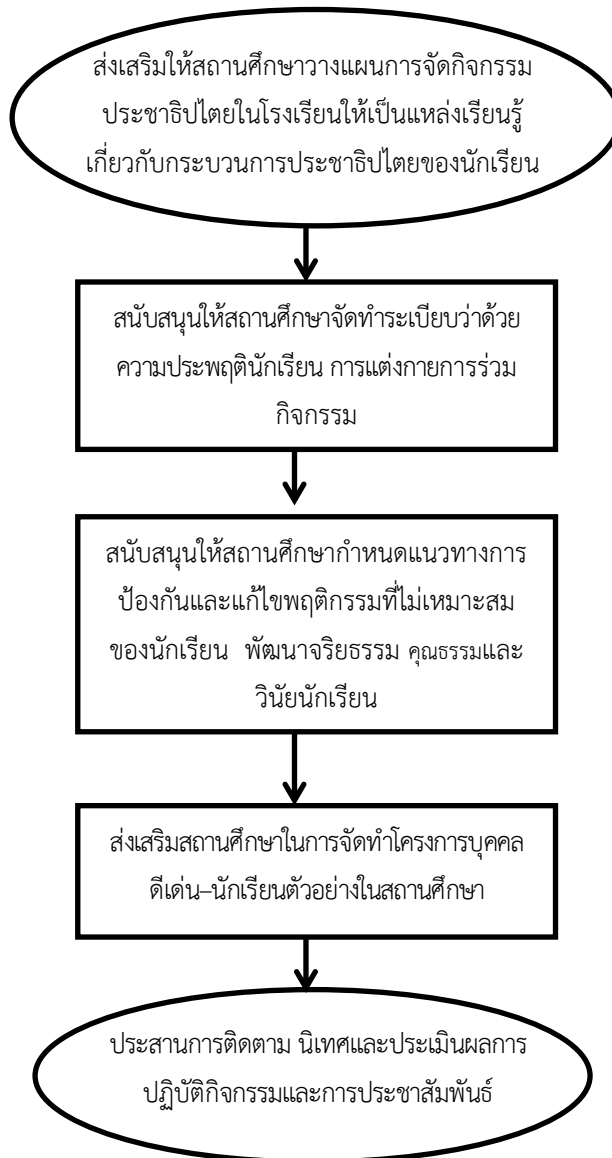 ส่งเสริมให้สถานศึกษาวางแผนการจัดกิจกรรม
ประชาธิปไตยในโรงเรียนให้เป็นแหล่งเรียนรู้
เกี่ยวกับกระบวนการประชาธิปไตยของนักเรียน
สนับสนุนให้สถานศึกษาจัดทำระเบียบว่าด้วย
ความประพฤตินักเรียน การแต่งกายการร่วม
กิจกรรม
สนับสนุนให้สถานศึกษากำหนดแนวทางการ
ป้องกันและแก้ไขพฤติกรรมที่ไม่เหมาะสม
ของนักเรียน พัฒนาจริยธรรม คุณธรรมและ
วินัยนักเรียน
ส่งเสริมสถานศึกษาในการจัดทำโครงการบุคคล
ดีเด่น–นักเรียนตัวอย่างในสถานศึกษา
ประสานการติดตาม นิเทศและประเมินผลการ
ปฏิบัติกิจกรรมและการประชาสัมพันธ์